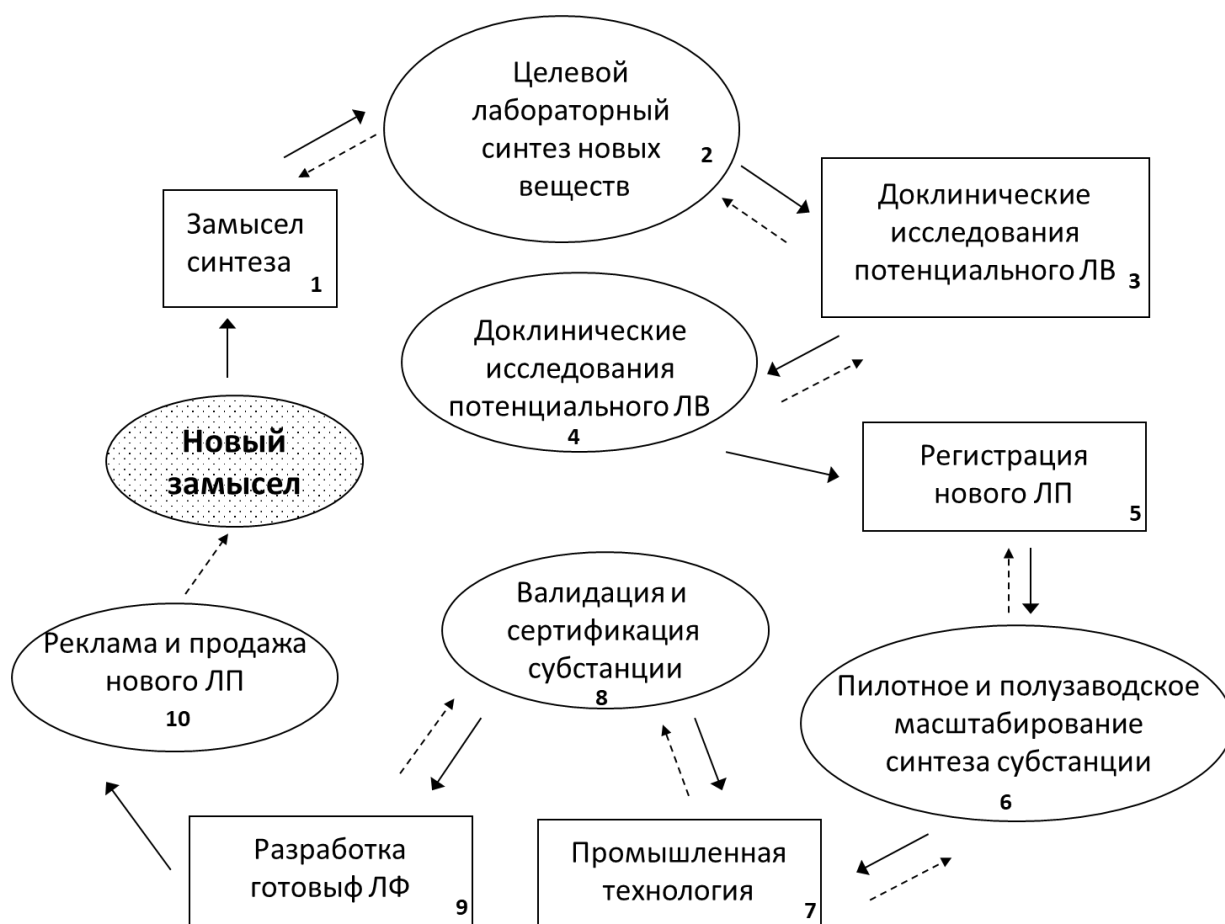 Целевой
лабораторный
синтез новых
веществ
2
Доклинические
исследования
потенциального ЛВ
3
Замысел
синтеза
1
Доклинические
исследования
потенциального ЛВ
4
Новый
замысел
Регистрация
нового ЛП
5
Валидация и
сертификация
субстанции
8
Реклама и продажа
нового ЛП
10
Пилотное и полузаводское
масштабирование
синтеза субстанции
6
Разработка
готовыф ЛФ
9
Промышленная
технология
7